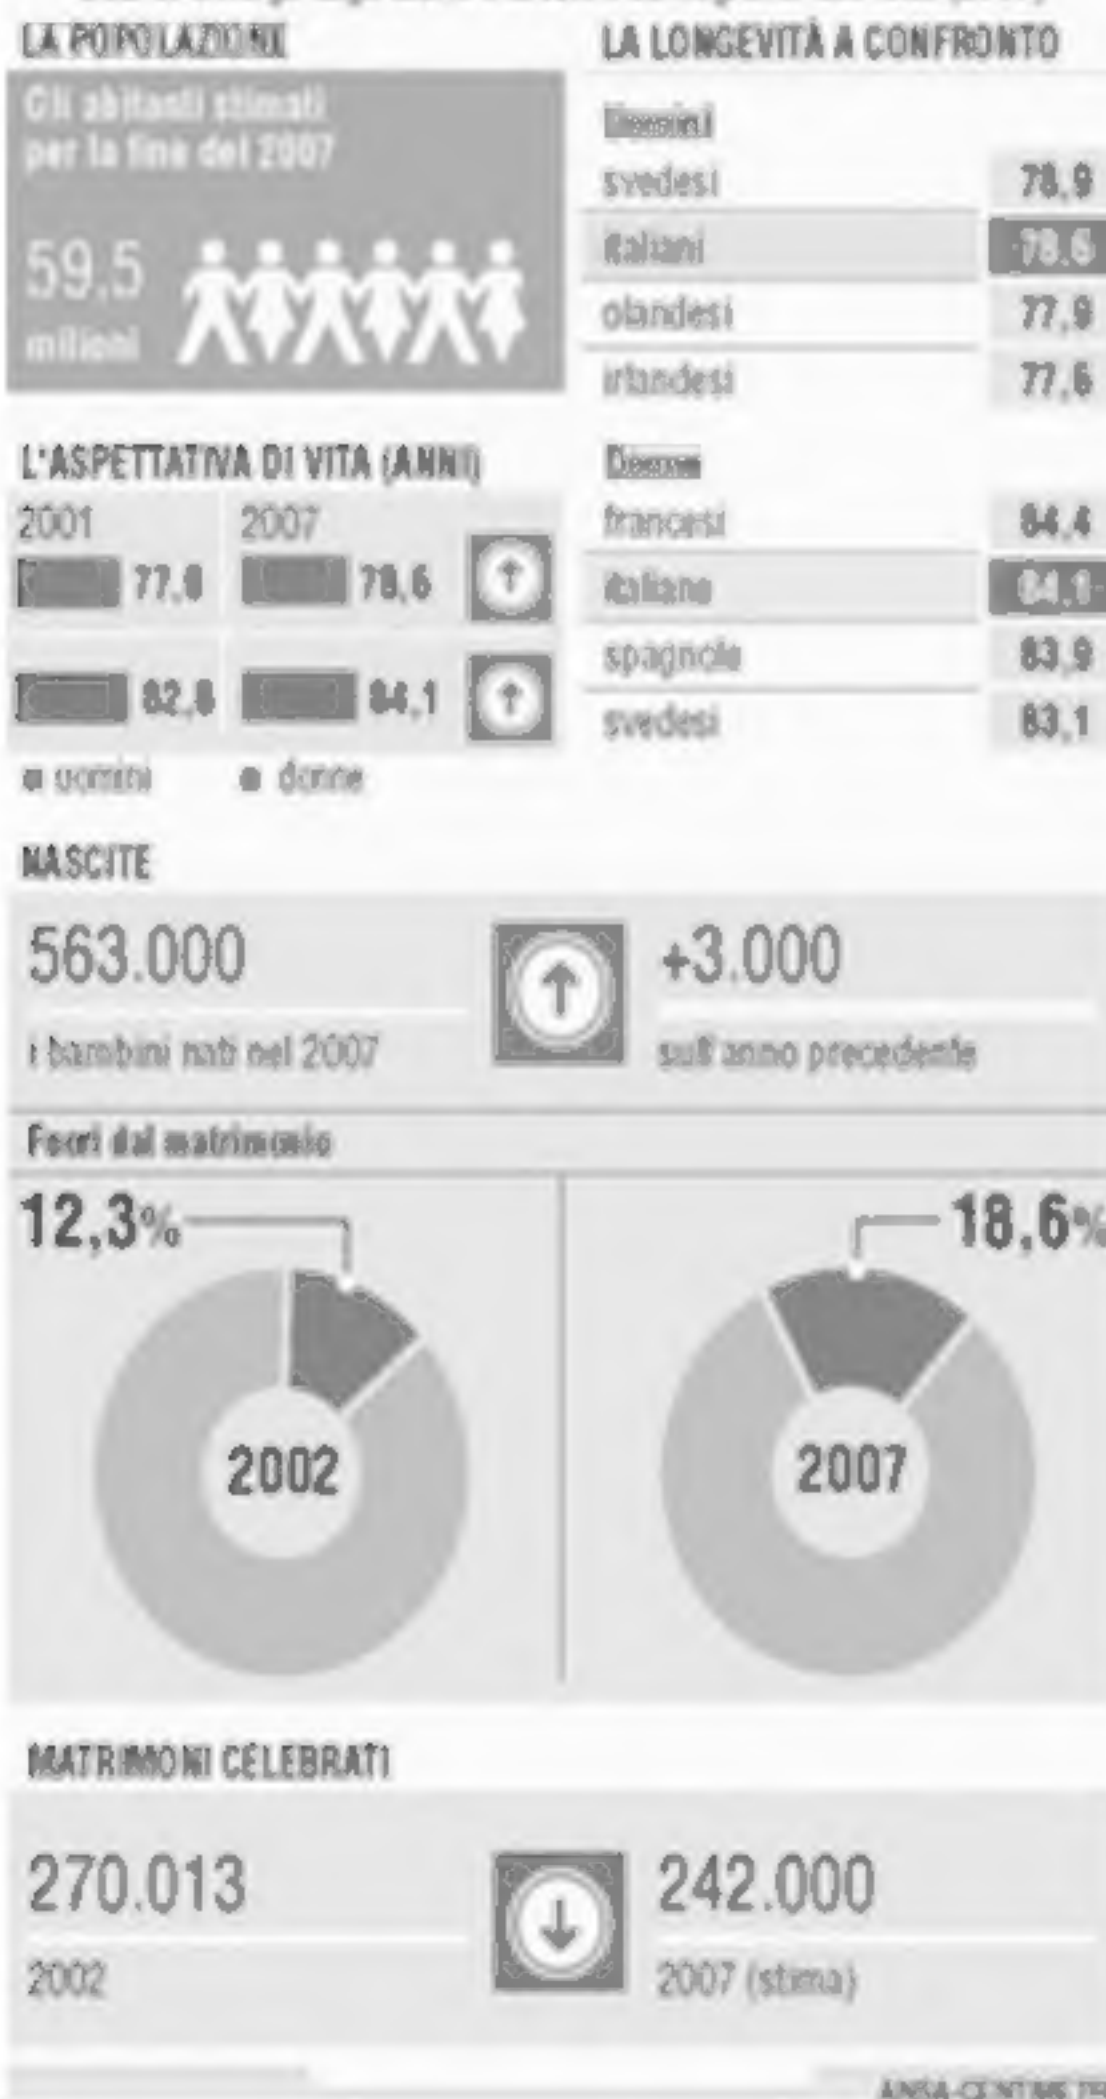 LA POPOLAZIONE
Gli abitanti stimati
per la fine del 2007
59,5
milioni
L'ASPETTATIVA DI VITA (ANNI)
2001 2007
78,6
82,8 84,1
uomini donne
LA LONGEVITÀ A CONFRONTO
Uomini
svedesi 78,9
italiani 78,6
olandesi 77,9
irlandesi
Donne
francesi 84,4
italiane 84,1
spagnole 83,9
svedesi 83,1
NASCITE
563.000
i bambini nati nel 2007
+3.000
sull'anno precedente
Fuori dal matrimonio
12,3%
2002
18,6%
2007
MATRIMONI CELEBRATI
270.013
2002
242.000
2007 (stima)